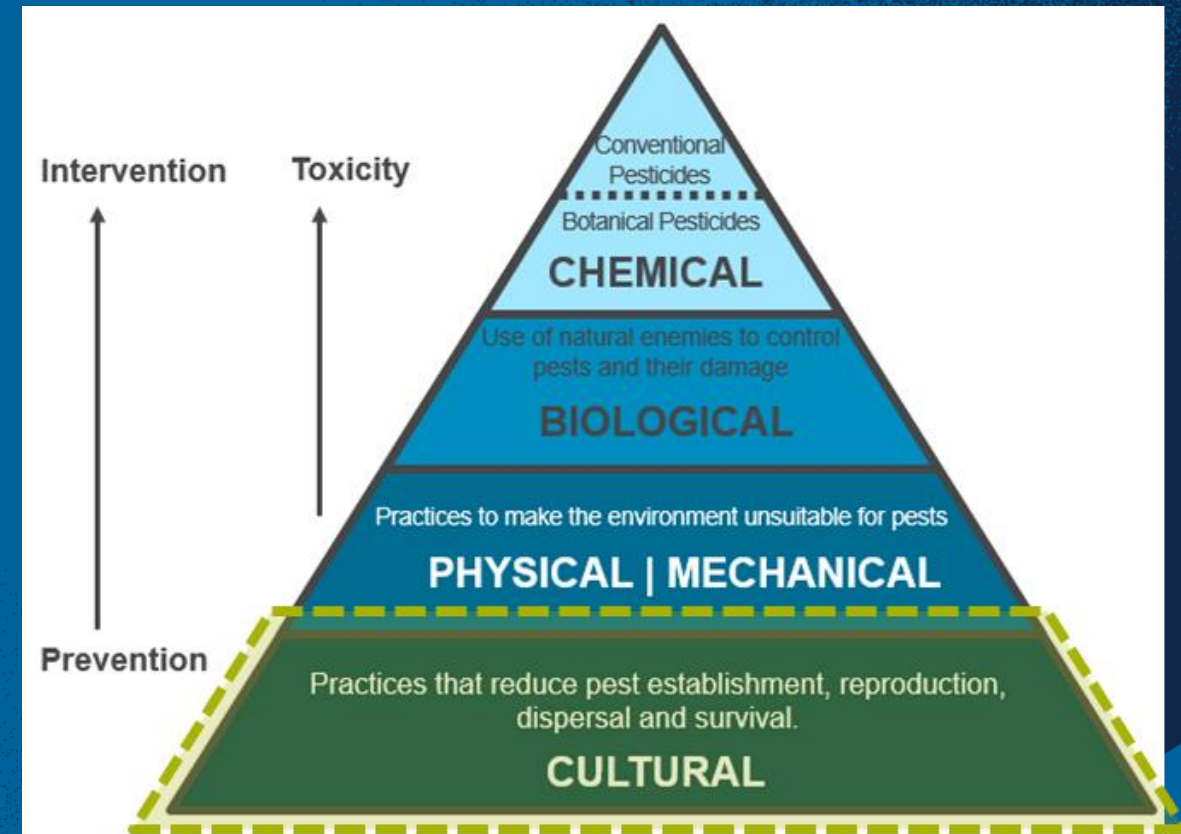 Intervention
Toxicity
Prevention
Conventional
Pesticides
Botanical Pesticides
CHEMICAL
Use of natural enemies to control
pests and their damage
BIOLOGICAL
Practices to make the environment unsuitable for pests
PHYSICAL | MECHANICAL
Practices that reduce pest establishment, reproduction,
dispersal and survival.
CULTURAL